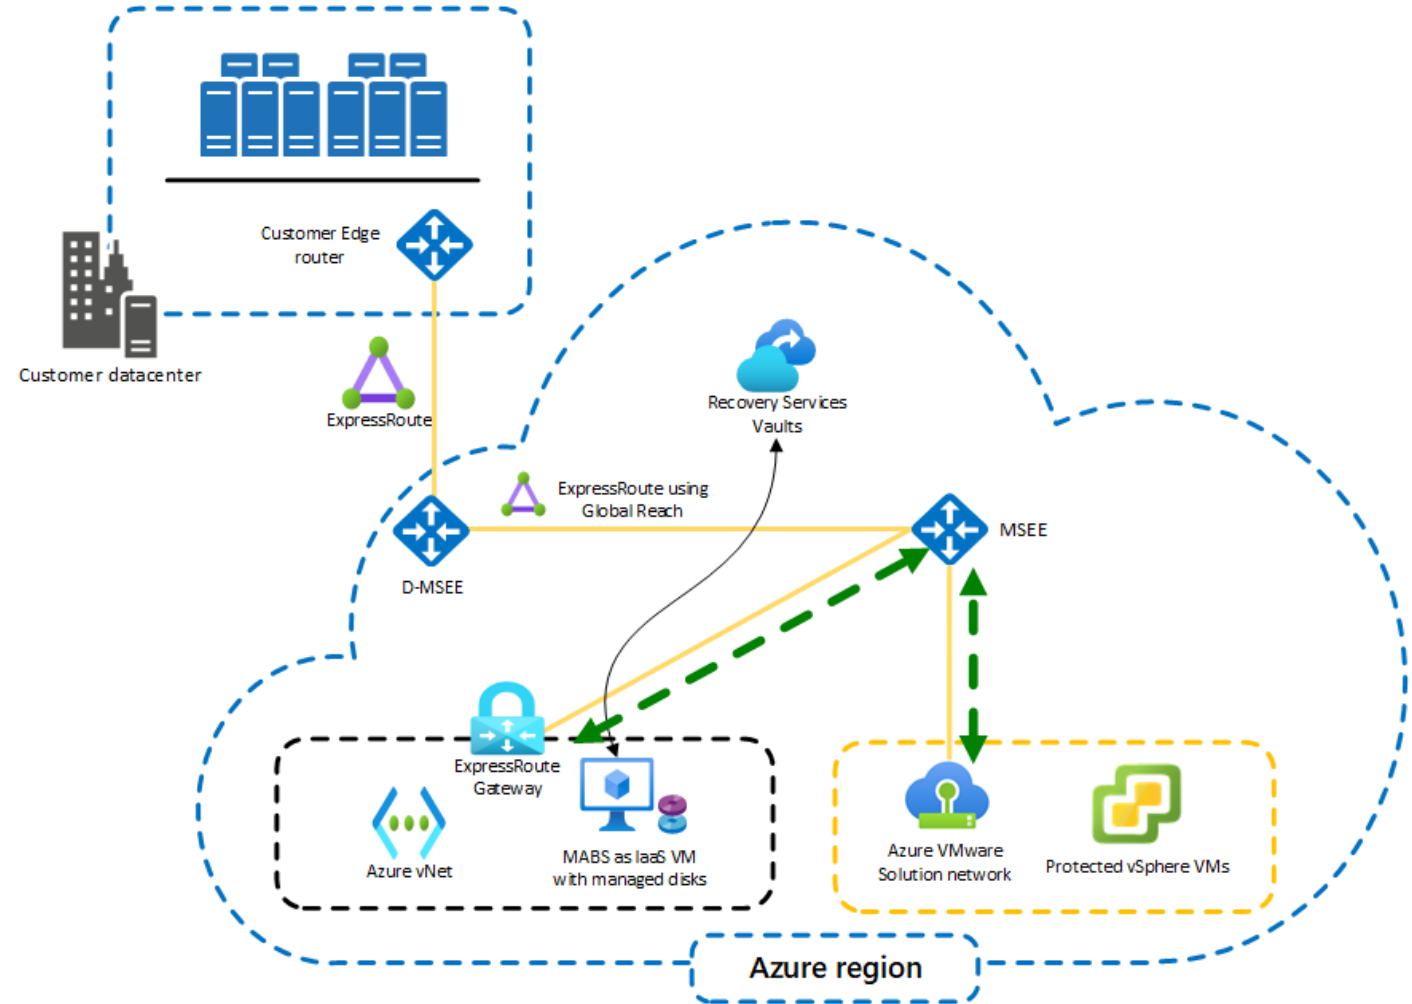 Customer Edge
router
Customer datacenter
ExpressRoute
Recovery Services
Vaults
ExpressRoute using
Global Reach
MSEE
D-MSEE
ExpressRoute
Gateway
Azure vNet
MABS as IaaS VM
with managed disks
Azure VMware
Solution network
Protected vSphere VMs
Azure region